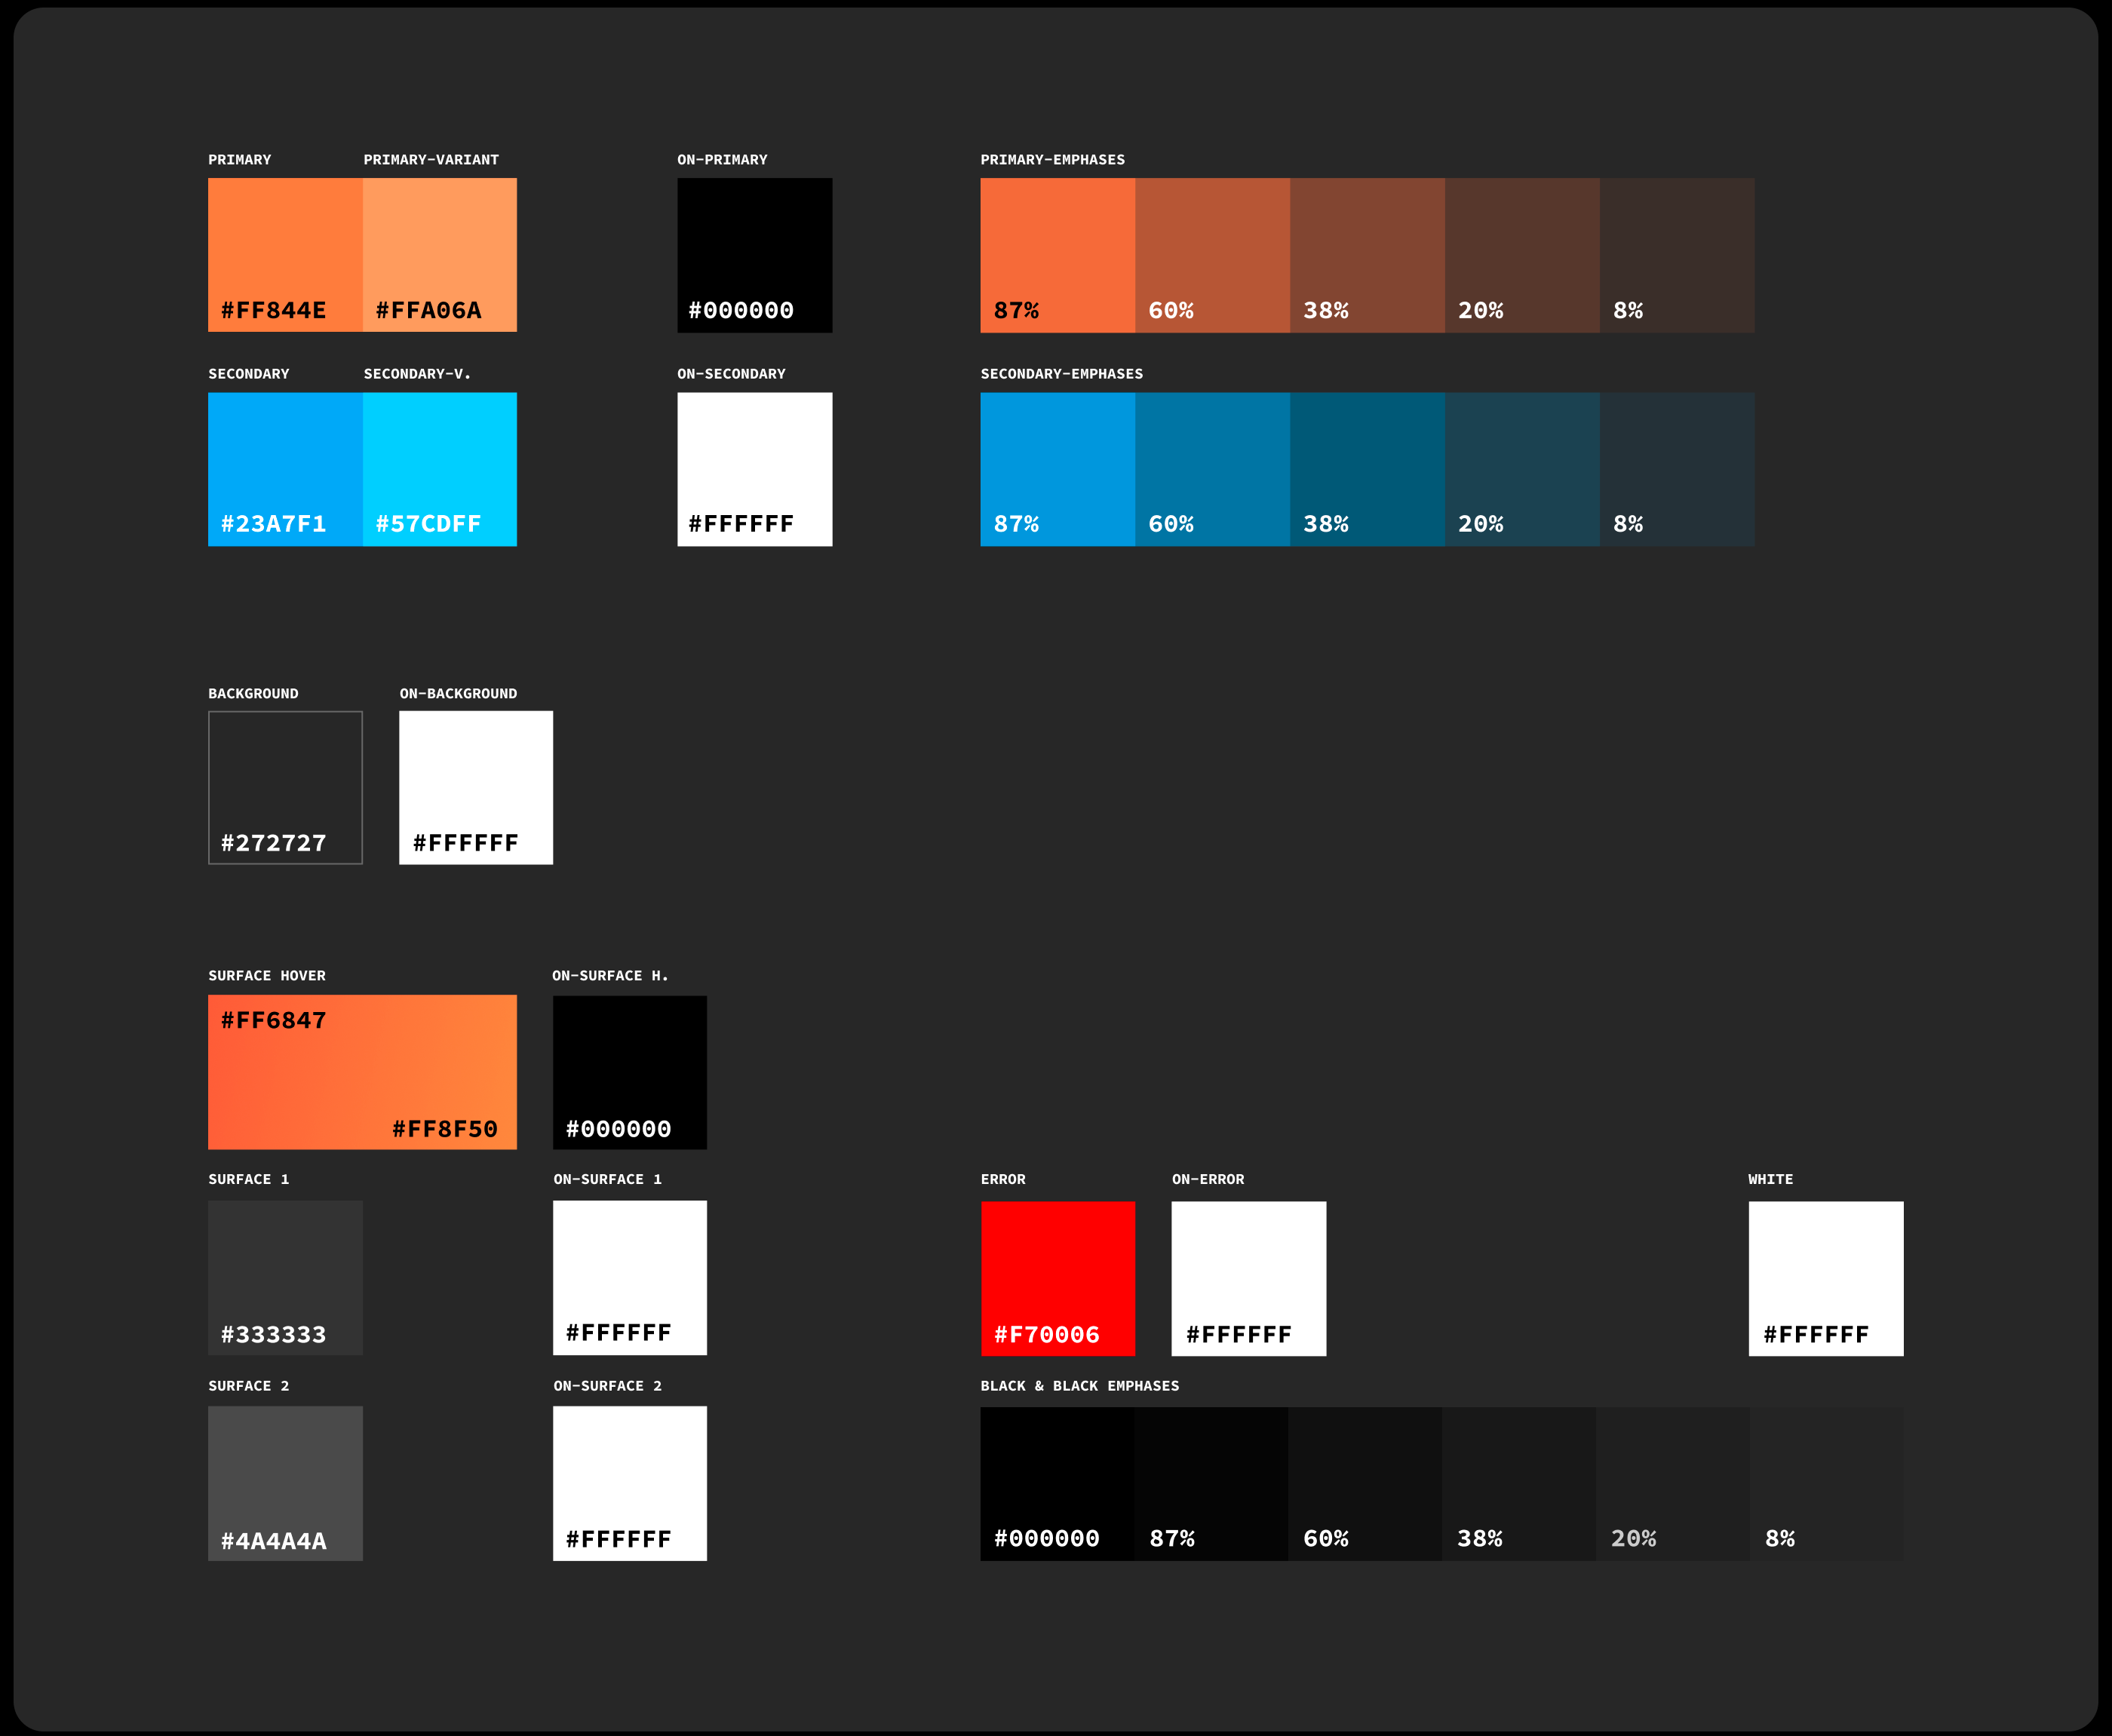 PRIMARY PRIMARY-VARIANT ON-PRIMARY PRIMARY-EMPHASES
#FF844E #FFA06A #000000 87% 60% 38% 20% 8%
SECONDARY SECONDARY-V. ON-SECONDARY SECONDARY-EMPHASES
#23A7F1 #57CDFF #FFFFFF 87% 60% 38% 20% 8%
BACKGROUND ON-BACKGROUND
#272727 #FFFFFF
SURFACE HOVER ON-SURFACE H.
#FF6847
#FF8F50 #000000
SURFACE 1 ON-SURFACE 1 ERROR ON-ERROR WHITE
#333333 #FFFFFF #F70006 #FFFFFF #FFFFFF
SURFACE 2 ON-SURFACE 2 BLACK & BLACK EMPHASES
#4A4A4A #FFFFFF #000000 87% 60% 38% 20% 8%